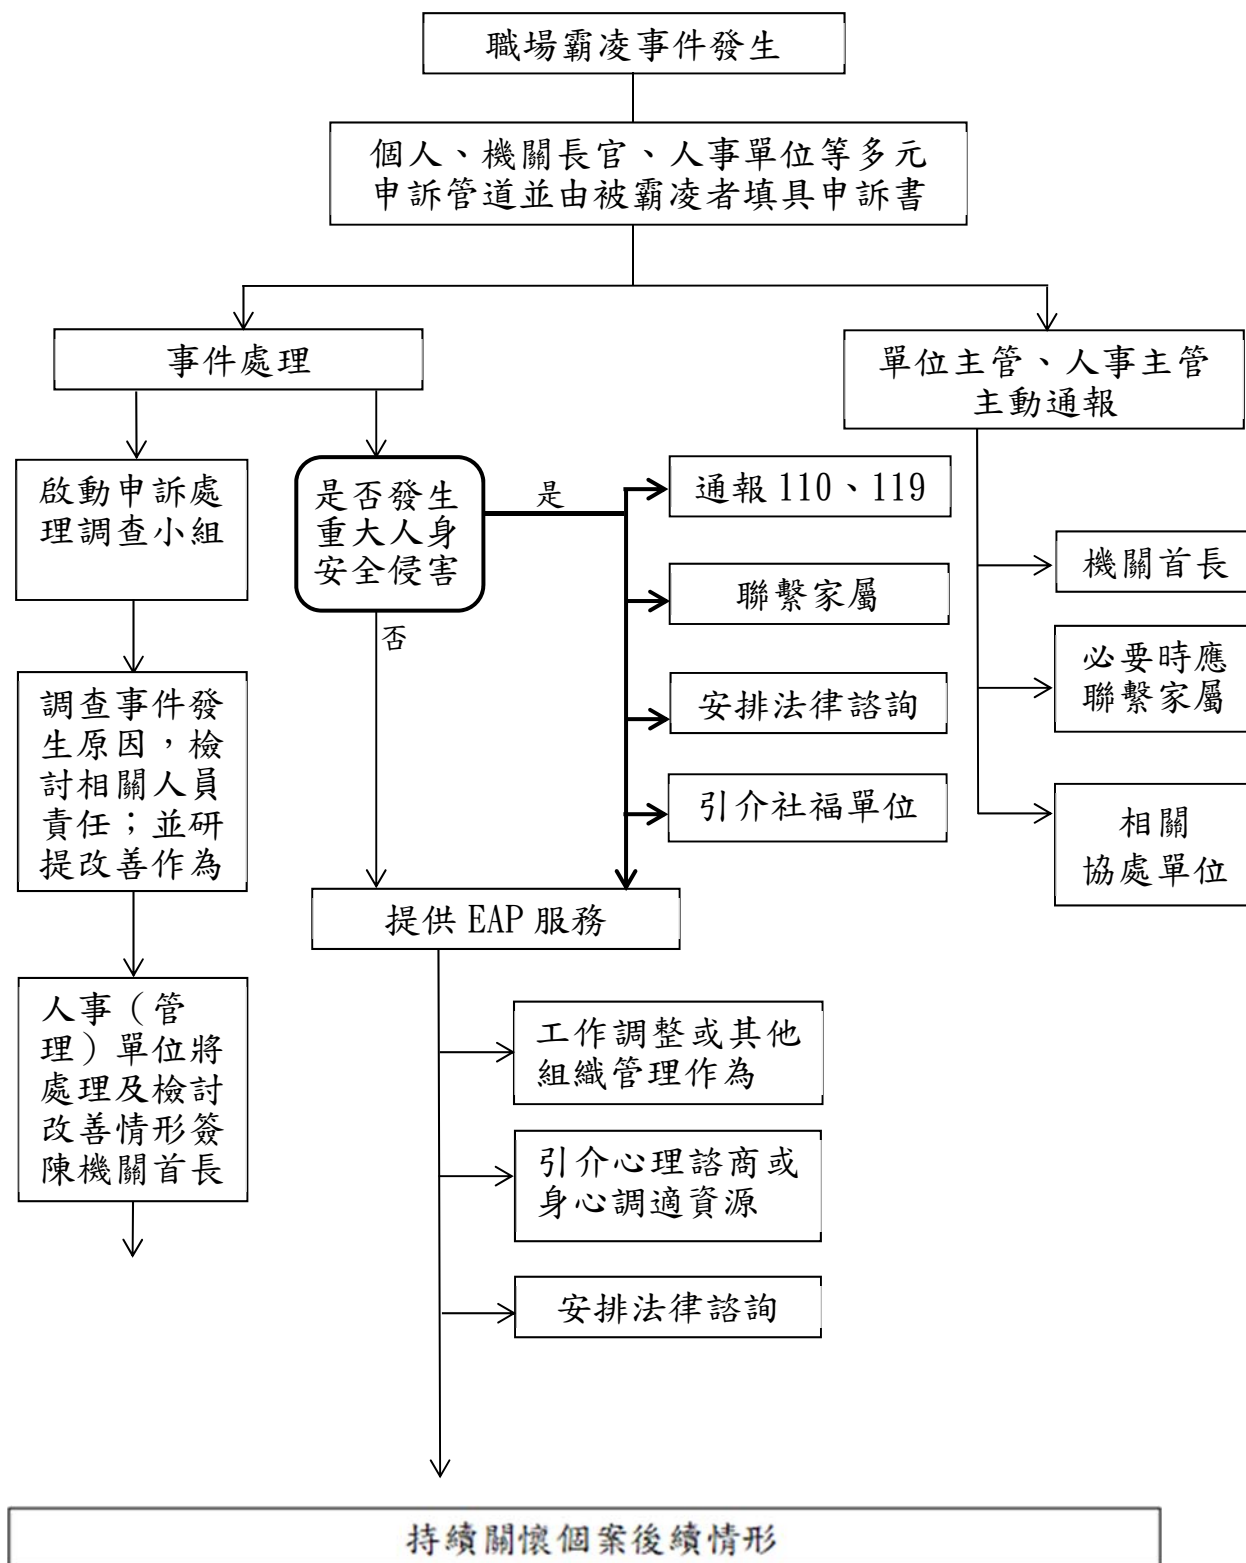 職場霸凌事件發生
個人、機關長官、人事單位等多元
申訴管道並由被霸凌者填具申訴書
事件處理
單位主管、人事主管
主動通報
啟動申訴處
理調查小組
是否發生
重大人身
安全侵害
是
否
通報 110、119
聯繫家屬
安排法律諮詢
引介社福單位
機關首長
必要時應
聯繫家屬
相關
協處單位
調查事件發
生原因，檢
討相關人員
責任；並研
提改善作為
提供 EAP 服務
人事（管
理）單位將
處理及檢討
改善情形簽
陳機關首長
工作調整或其他
組織管理作為
引介心理諮商或
身心調適資源
安排法律諮詢
持續關懷個案後續情形